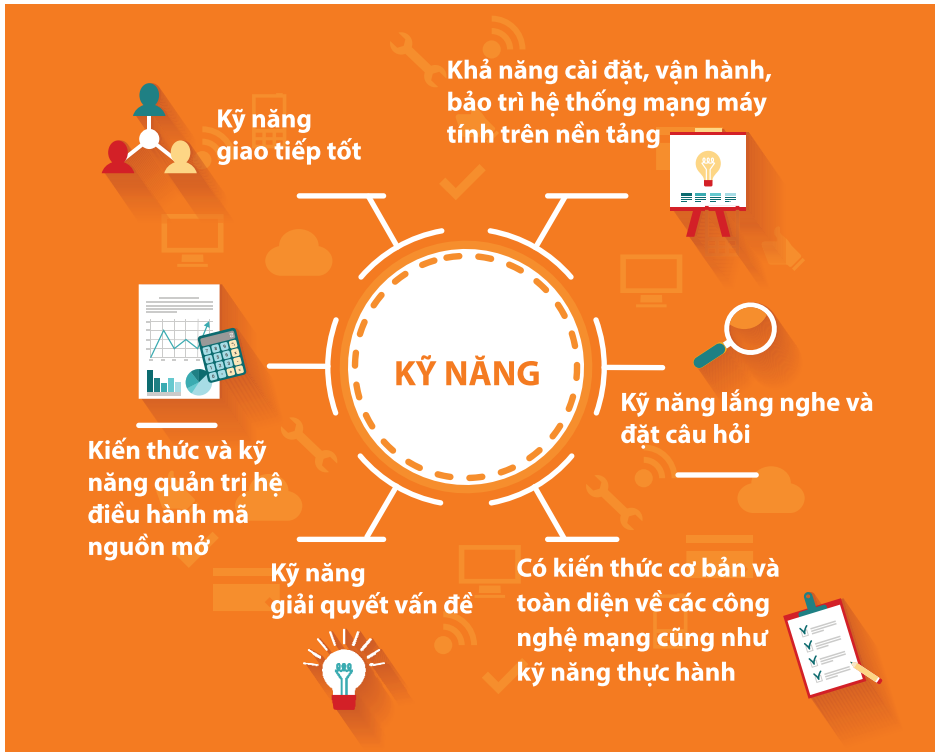 Kỹ năng
giao tiếp tốt
Khả năng cài đặt, vận hành,
bảo trì hệ thống mạng máy
tính trên nền tảng
KỸ NĂNG
Kỹ năng lắng nghe và
đặt câu hỏi
Kiến thức và kỹ
năng quản trị hệ
điều hành mã
nguồn mở
Kỹ năng
giải quyết vấn đề
Có kiến thức cơ bản và
toàn diện về các công
nghệ mạng cũng như
kỹ năng thực hành